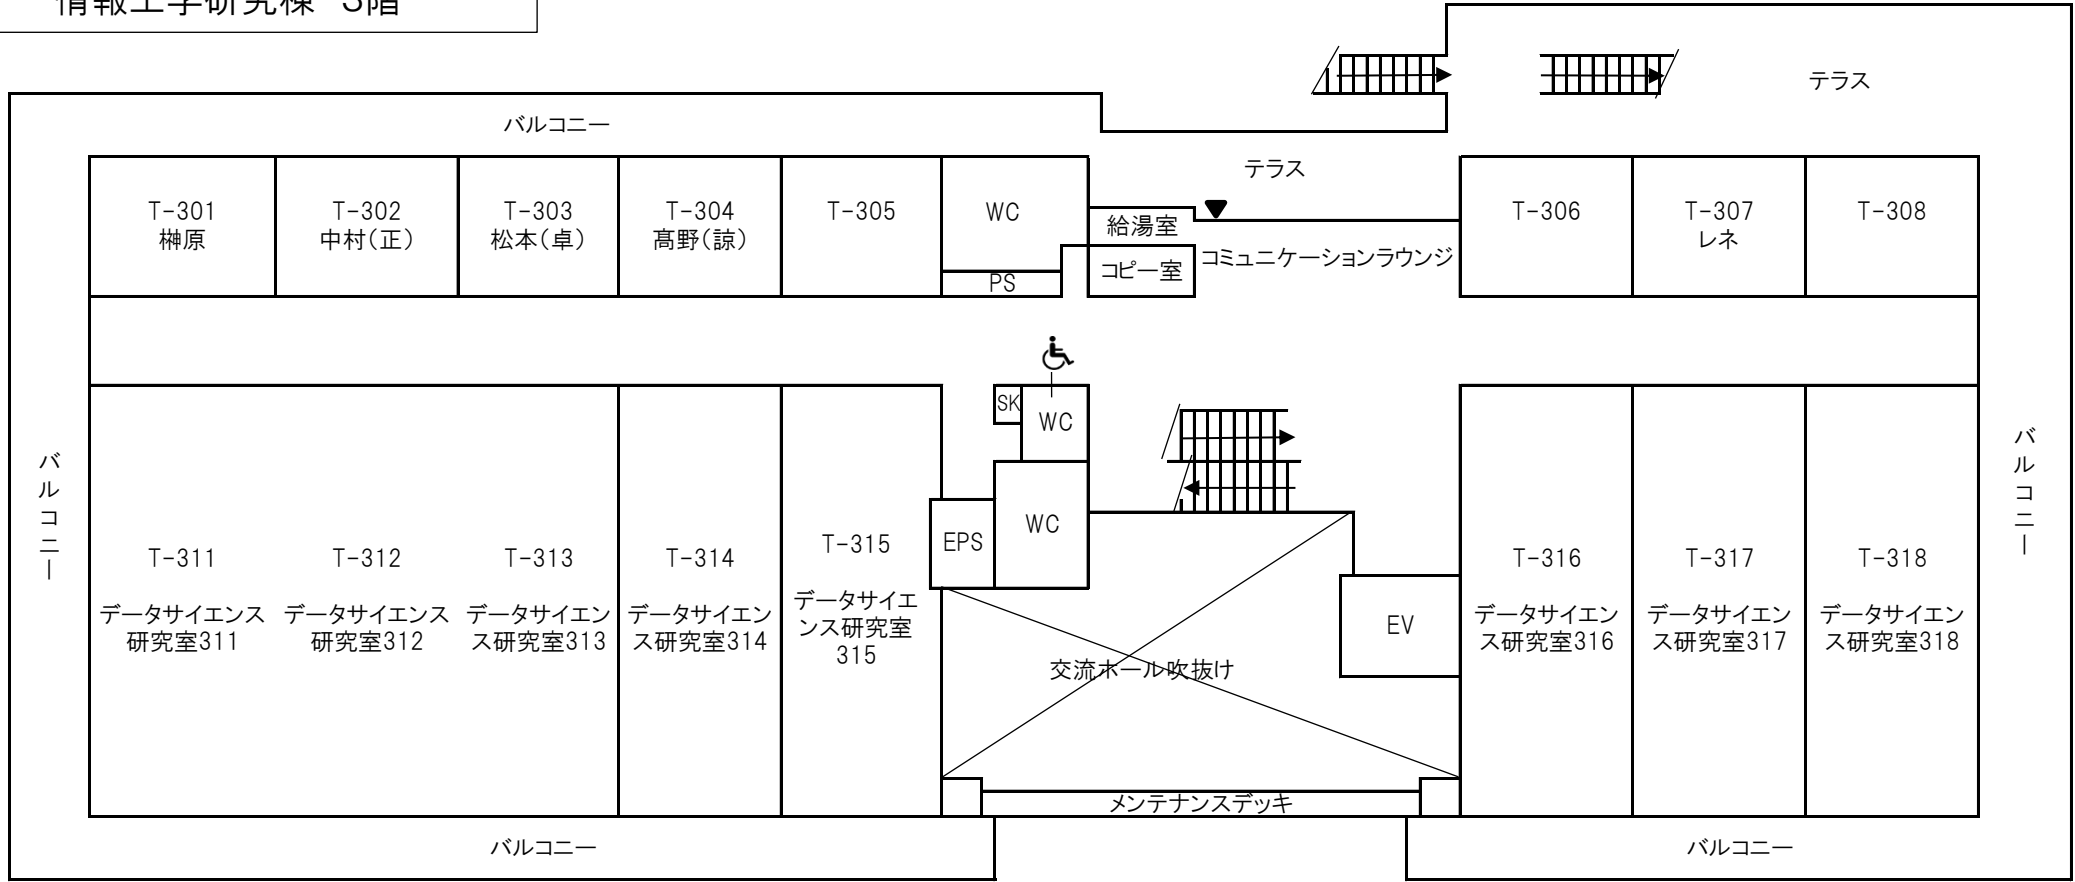 情報工学研究棟 3階
テラス
バルコニー
テラス
T-301
榊原
T-302
中村(正)
T-303
松本(卓)
T-304
髙野(諒)
T-305
WC
PS
給湯室
コピー室
コミュニケーションラウンジ
T-306
T-307
レネ
T-308
SK
WC
WC
EPS
バルコニー
バルコニー
T-311
データサイエンス
研究室311
T-312
データサイエンス
研究室312
T-313
データサイエン
ス研究室313
T-314
データサイエン
ス研究室314
T-315
データサイエ
ンス研究室
315
交流ホール吹抜け
EV
T-316
データサイエン
ス研究室316
T-317
データサイエン
ス研究室317
T-318
データサイエン
ス研究室318
メンテナンスデッキ
バルコニー
バルコニー